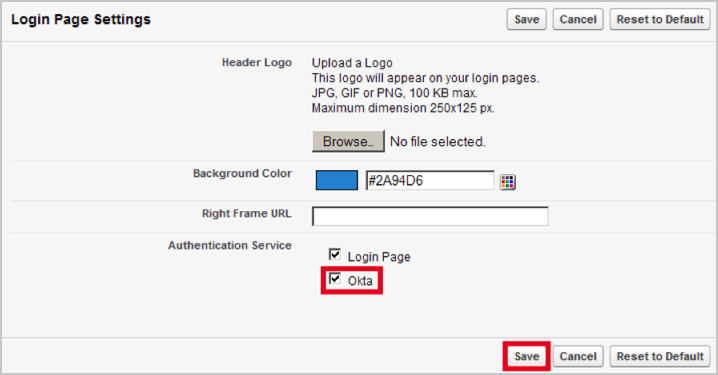 Login Page Settings
Save Cancel Reset to Default
Header Logo Upload a Logo
This logo will appear on your login pages.
JPG, GIF or PNG, 100 KB max.
Maximum dimension 250x125 px.
Browse... No file selected.
Background Color #2A94D6
Right Frame URL
Authentication Service
Login Page
Okta
Save Cancel Reset to Default